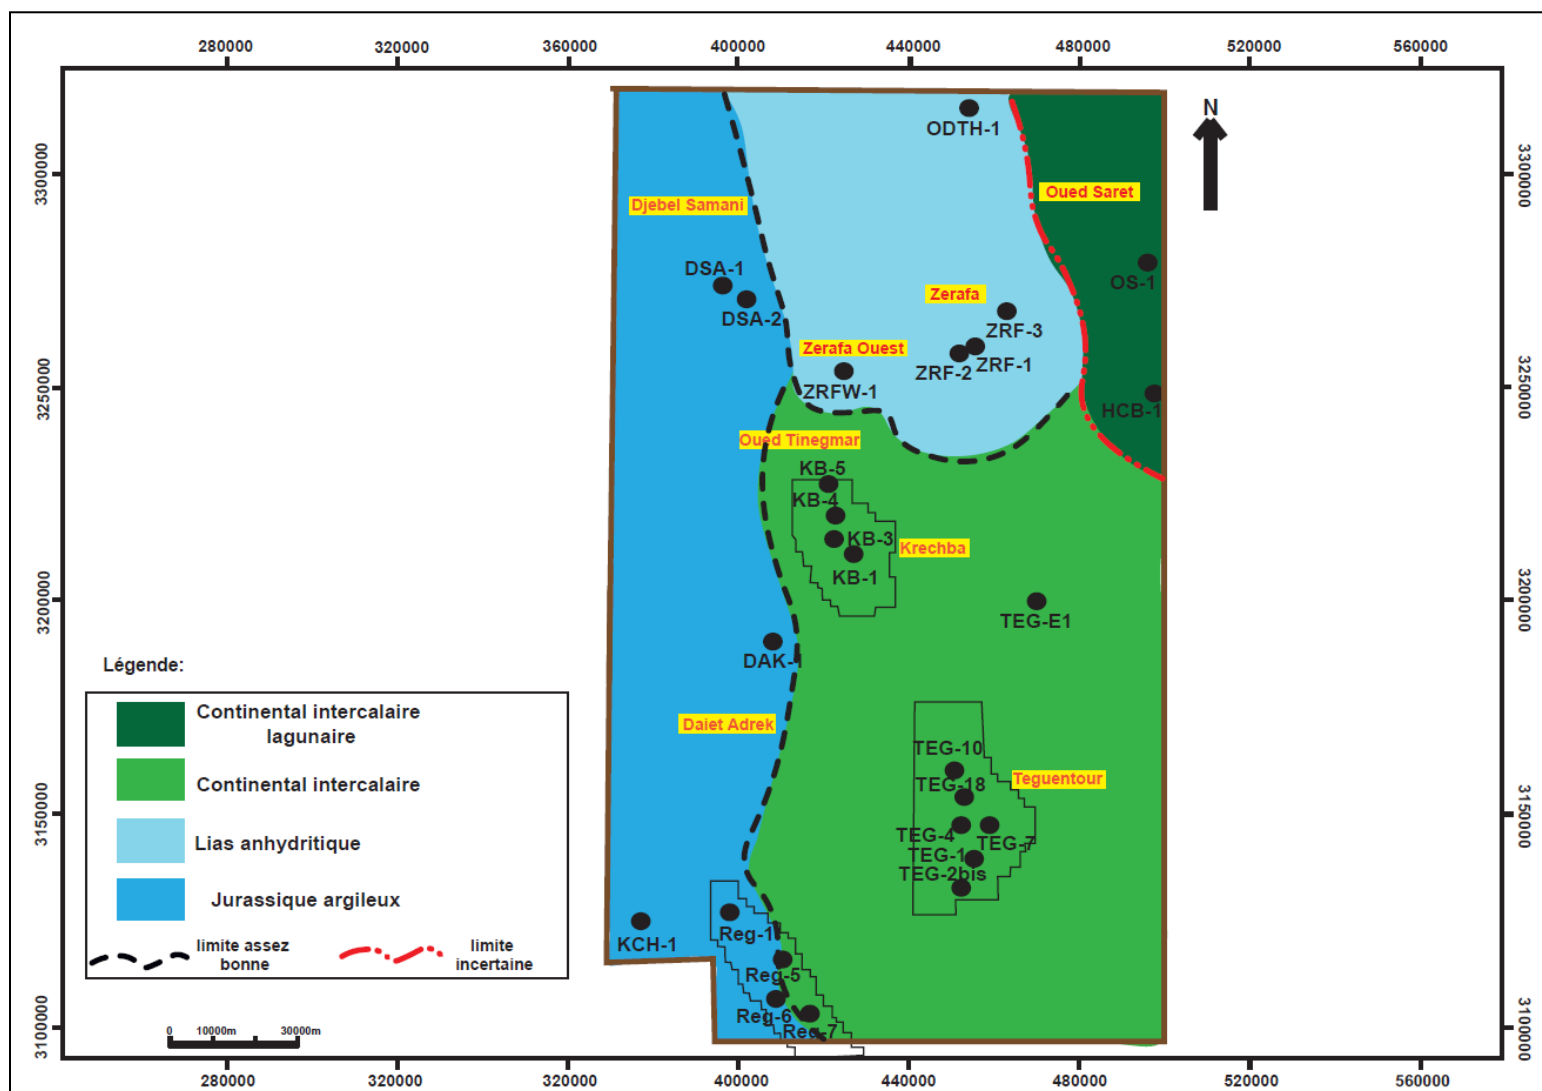 280000 320000 360000 400000 440000 480000 520000 560000
N
ODTH-1
3300000 3300000
Oued Saret
Djebel Samani
DSA-1
OS-1
DSA-2
Zerafa
ZRF-3
Zerafa Ouest
ZRF-2 ZRF-1
ZRFW-1
3250000 3250000
HCB-1
Oued Tinegmar
KB-5
KB-4
KB-3 Krechba
KB-1
3200000 3200000
TEG-E1
DAK-1
Légende:
Daiet Adrek
Continental intercalaire
lagunaire
TEG-10
Continental intercalaire
TEG-18 Teguentour
3150000 3150000
TEG-4 TEG-7
Lias anhydritique
TEG-1
TEG-2bis
Jurassique argileux
KCH-1 Reg-1
limite assez
bonne
limite
incertaine
Reg-5
Reg-6
Reg-7
3100000 3100000
0 10000m 30000m
280000 320000 320000 400000 440000 480000 520000 560000